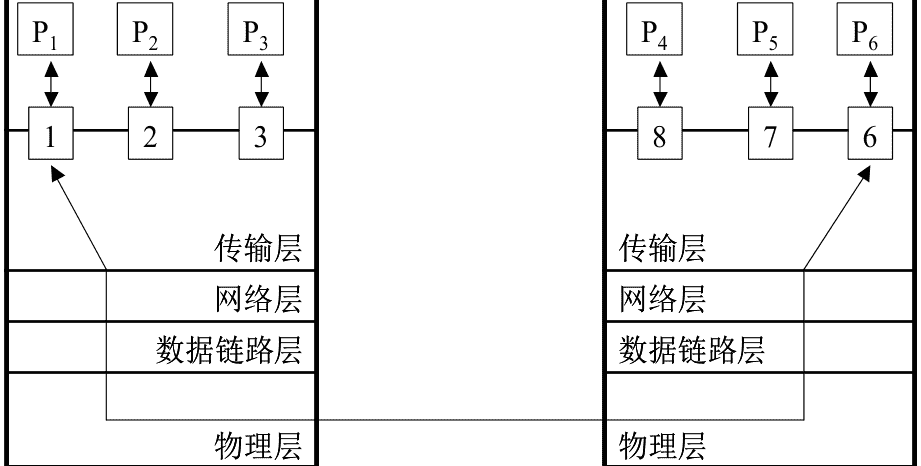 P1 P2 P3 P4 P5 P6
1 2 3 8 7 6
传输层 传输层
网络层 网络层
数据链路层 数据链路层
物理层 物理层